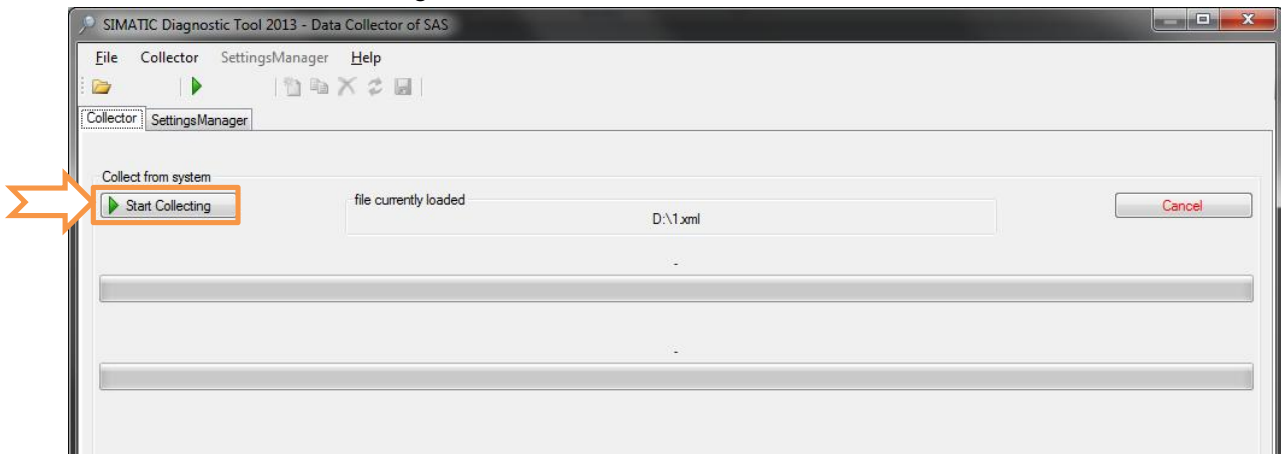 SIMATIC Diagnostic Tool 2013 - Data Collector of SAS
File Collector SettingsManager Help
Collector SettingsManager
Collect from system
Start Collecting
file currently loaded
D:\1.xml
Cancel
-
-